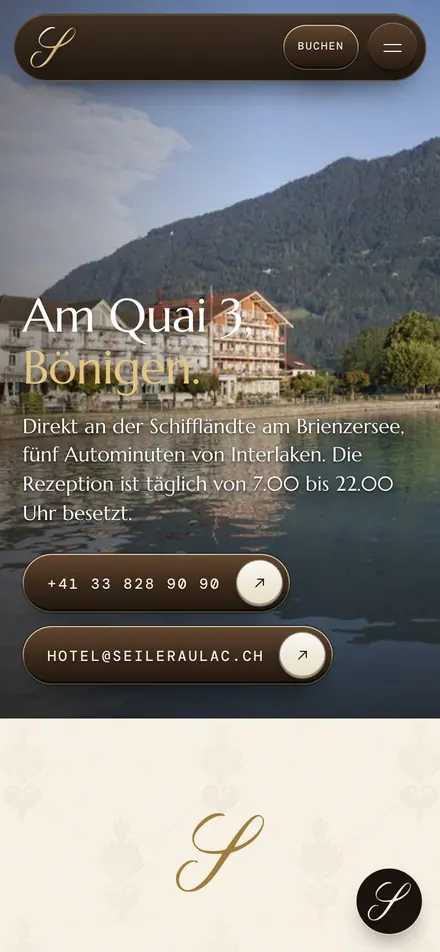 S
BUCHEN
Am Quai 3,
Bönigen.
Direkt an der Schifflände am Brienzersee,
fünf Autominuten von Interlaken. Die
Rezeption ist täglich von 7.00 bis 22.00
Uhr besetzt.
+41 33 828 90 90
HOTEL@SEILERAULAC.CH
S
S